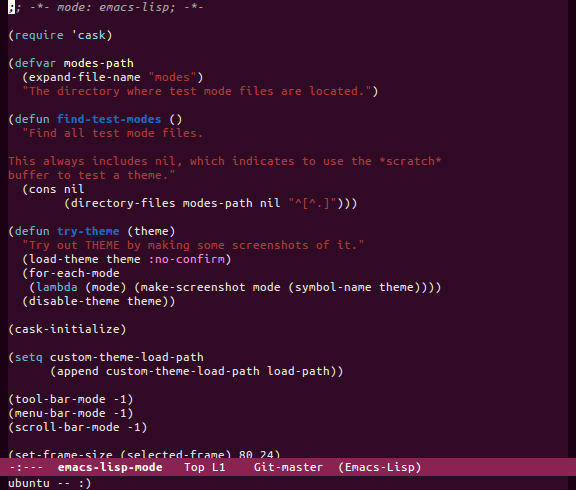 ;; -*- mode: emacs-lisp; -*-

(require 'cask)

(defvar modes-path
  (expand-file-name "modes")
  "The directory where test mode files are located.")

(defun find-test-modes ()
  "Find all test mode files.

This always includes nil, which indicates to use the *scratch*
buffer to test a theme."
  (cons nil
        (directory-files modes-path nil "^[^.]")))

(defun try-theme (theme)
  "Try out THEME by making some screenshots of it."
  (load-theme theme :no-confirm)
  (for-each-mode
   (lambda (mode) (make-screenshot mode (symbol-name theme))))
  (disable-theme theme))

(cask-initialize)

(setq custom-theme-load-path
      (append custom-theme-load-path load-path))

(tool-bar-mode -1)
(menu-bar-mode -1)
(scroll-bar-mode -1)

(set-frame-size (selected-frame) 80 24)
-:---  emacs-lisp-mode   Top L1    Git-master  (Emacs-Lisp)
ubuntu -- :)